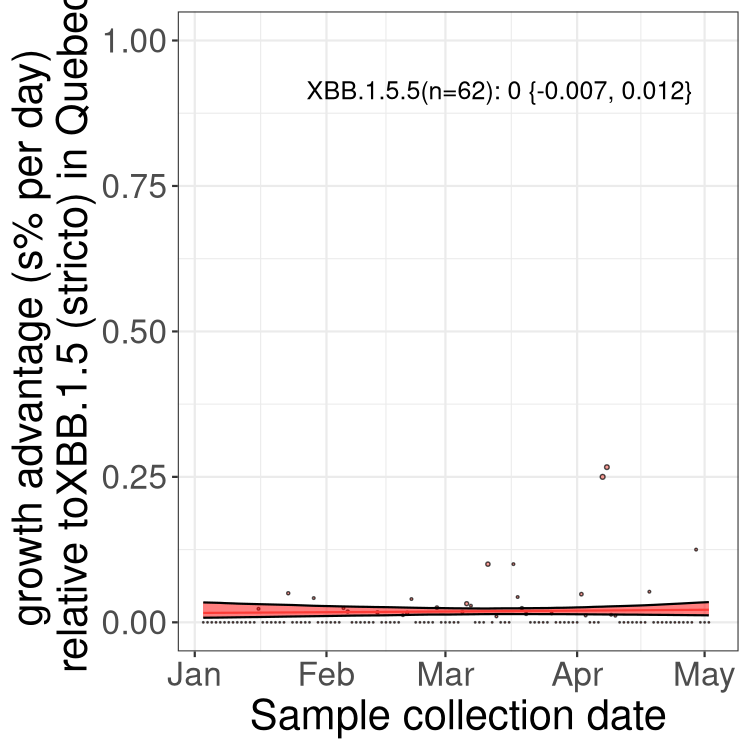 growth advantage (s% per day)
relative toXBB.1.5 (stricto) in Quebec
1.00
0.75
0.50
0.25
0.00
XBB.1.5.5(n=62): 0 {-0.007, 0.012}
Jan Feb Mar Apr May
Sample collection date